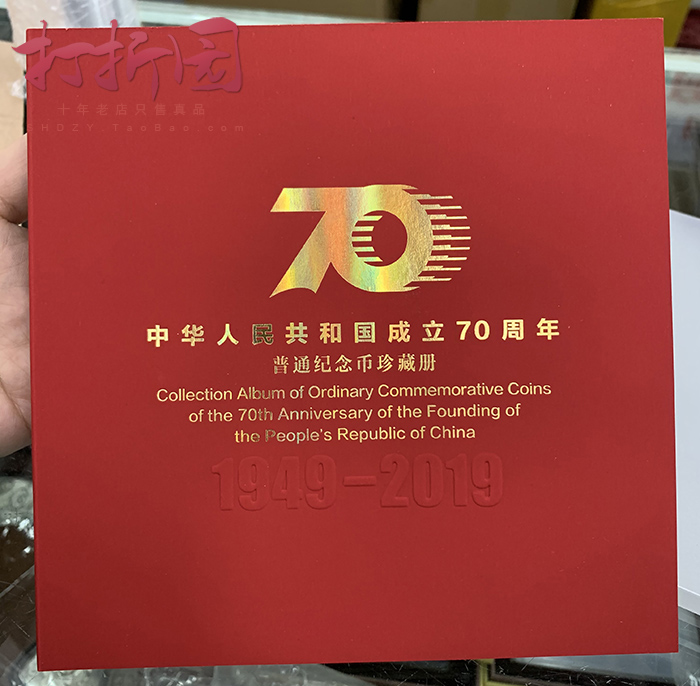 打折园
十年老店只售真品
SHDZY.TaoBao.com
70
中华人民共和国成立70周年
普通纪念币珍藏册
Collection Album of Ordinary Commemorative Coins
of the 70th Anniversary of the Founding of
the People's Republic of China
1949-2019